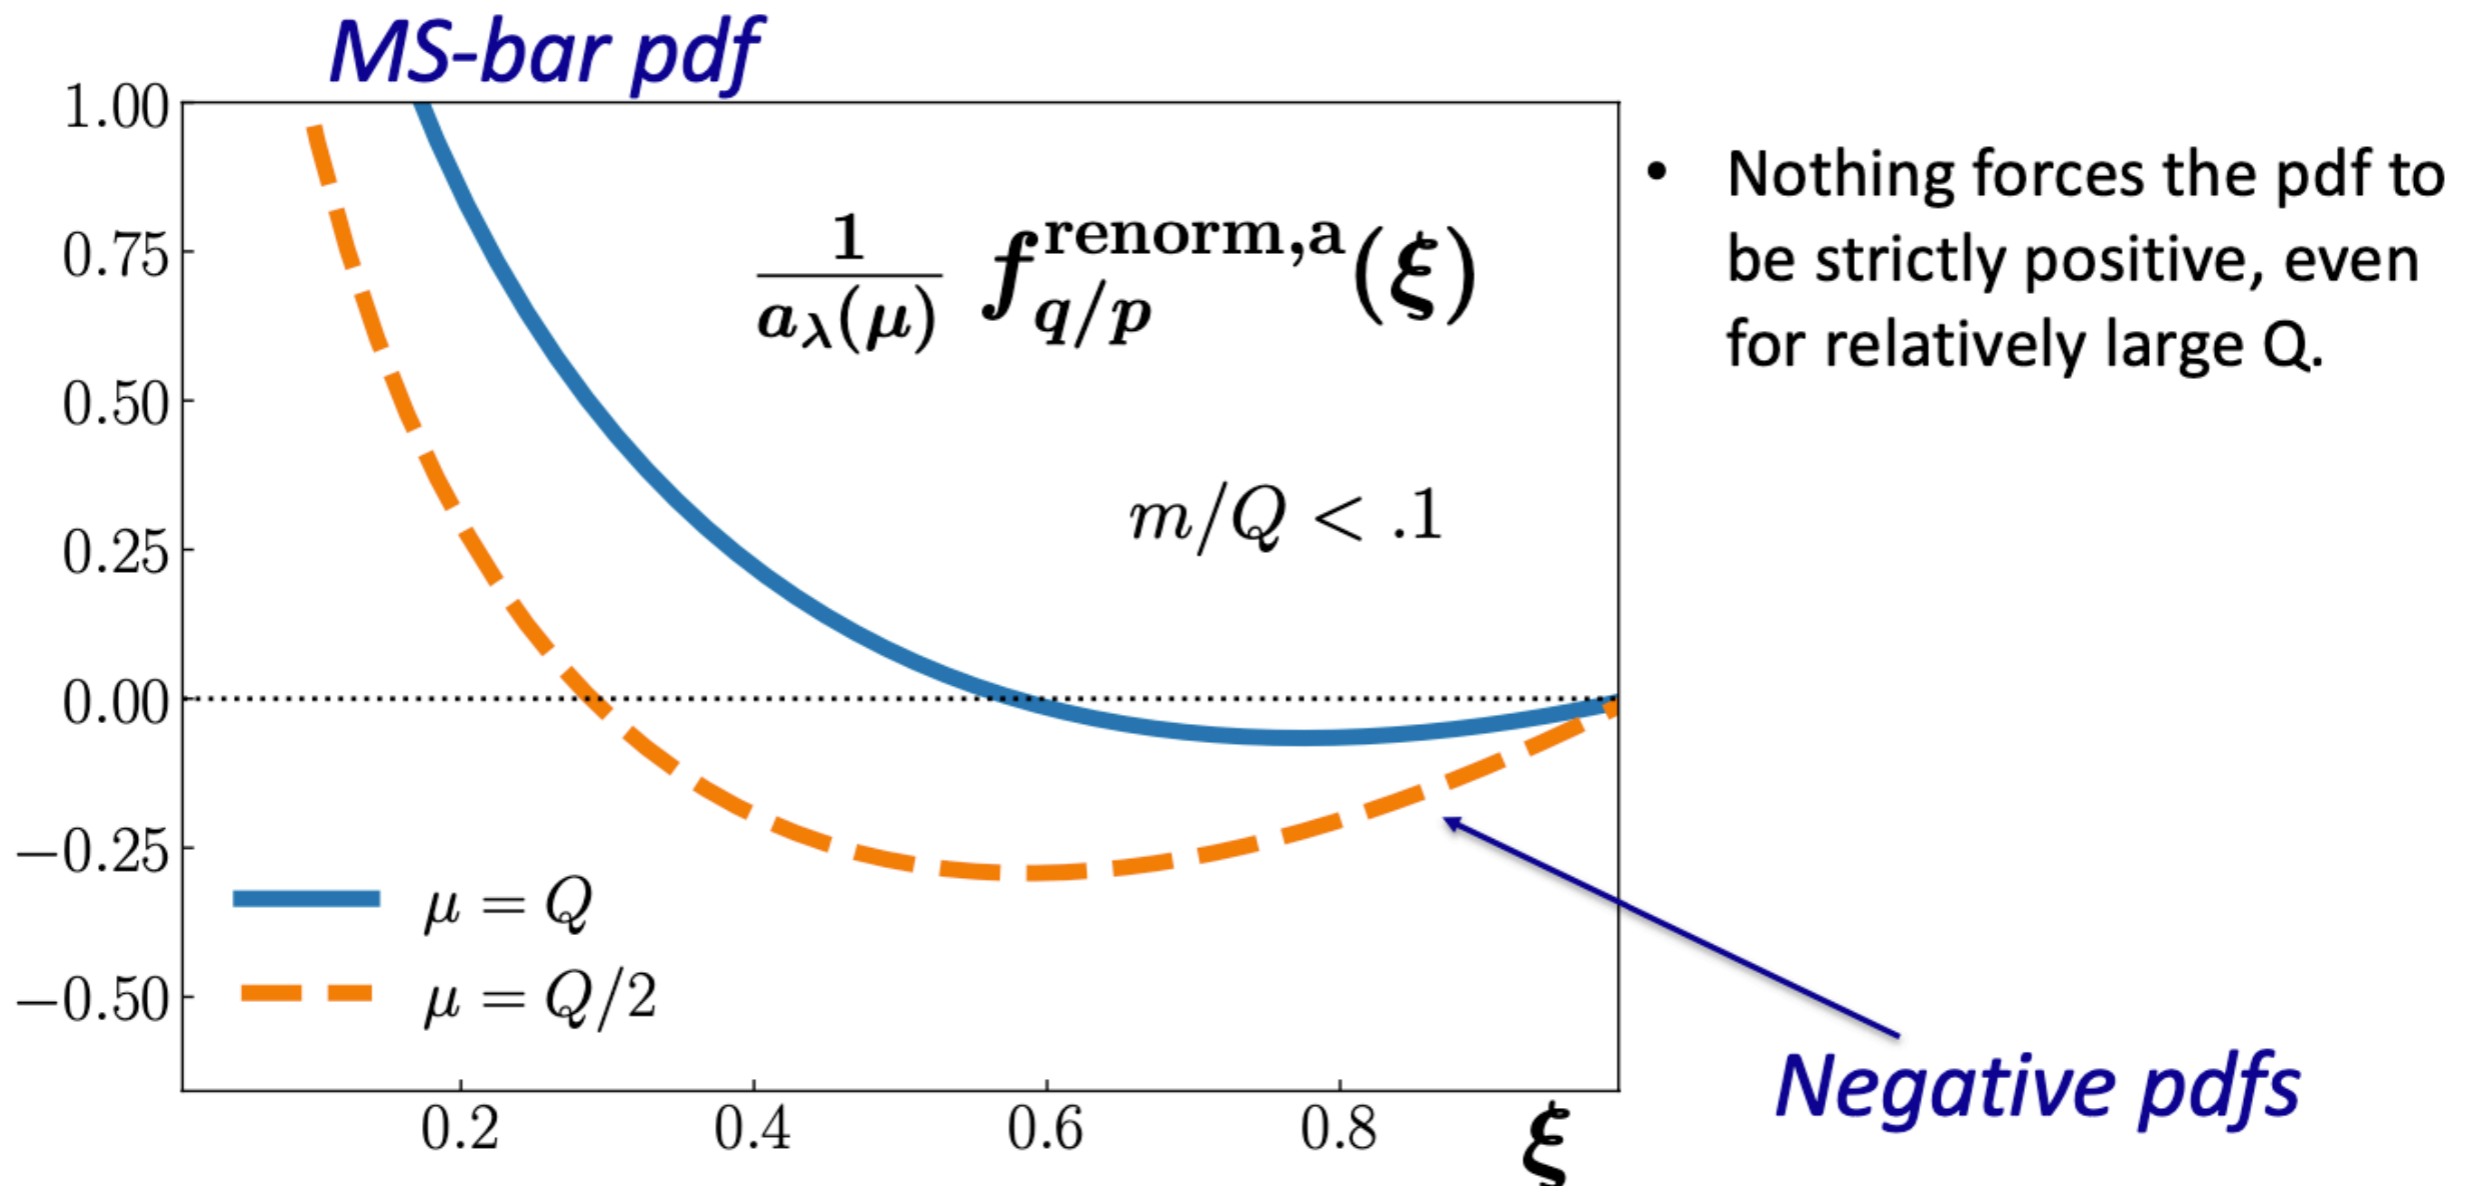 MS-bar pdf
1.00
0.75
0.50
0.25
0.00
−0.25
−0.50
1/a_λ(μ) f_{q/p}^{renorm,a}(ξ)
m/Q < .1
μ = Q
μ = Q/2
0.2 0.4 0.6 0.8 ξ
• Nothing forces the pdf to
be strictly positive, even
for relatively large Q.
Negative pdfs